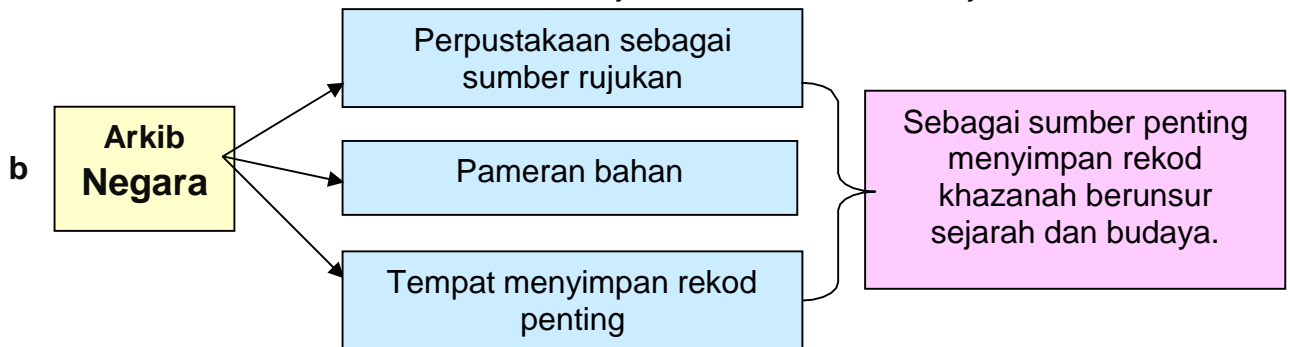 b
Arkib
Negara
Perpustakaan sebagai
sumber rujukan
Pameran bahan
Tempat menyimpan rekod
penting
Sebagai sumber penting
menyimpan rekod
khazanah berunsur
sejarah dan budaya.